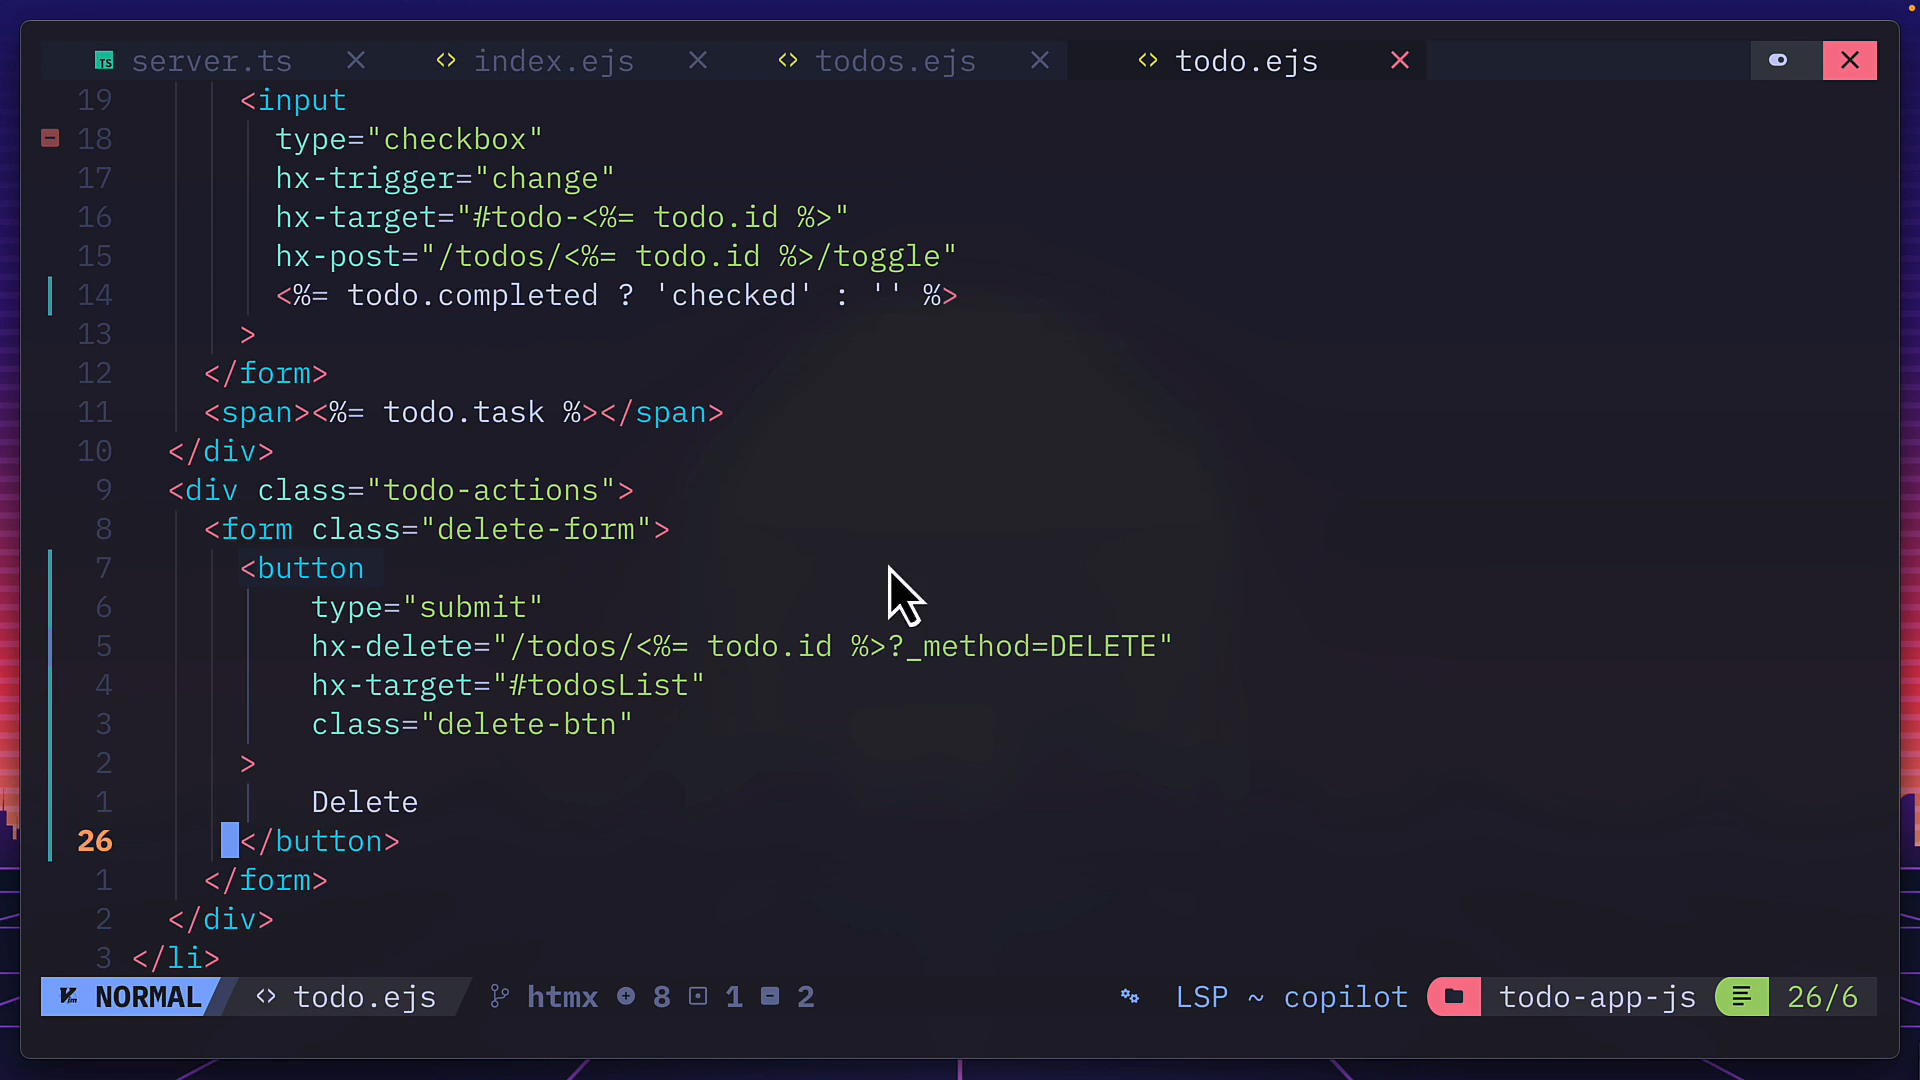 server.ts index.ejs todos.ejs todo.ejs
19 <input
18 type="checkbox"
17 hx-trigger="change"
16 hx-target="#todo-<%= todo.id %>"
15 hx-post="/todos/<%= todo.id %>/toggle"
14 <%= todo.completed ? 'checked' : '' %>
13 >
12 </form>
11 <span><%= todo.task %></span>
10 </div>
9 <div class="todo-actions">
8 <form class="delete-form">
7 <button
6 type="submit"
5 hx-delete="/todos/<%= todo.id %>?_method=DELETE"
4 hx-target="#todosList"
3 class="delete-btn"
2 >
1 Delete
26 </button>
1 </form>
2 </div>
3 </li>
NORMAL <> todo.ejs htmx 8 1 2 LSP ~ copilot todo-app-js 26/6